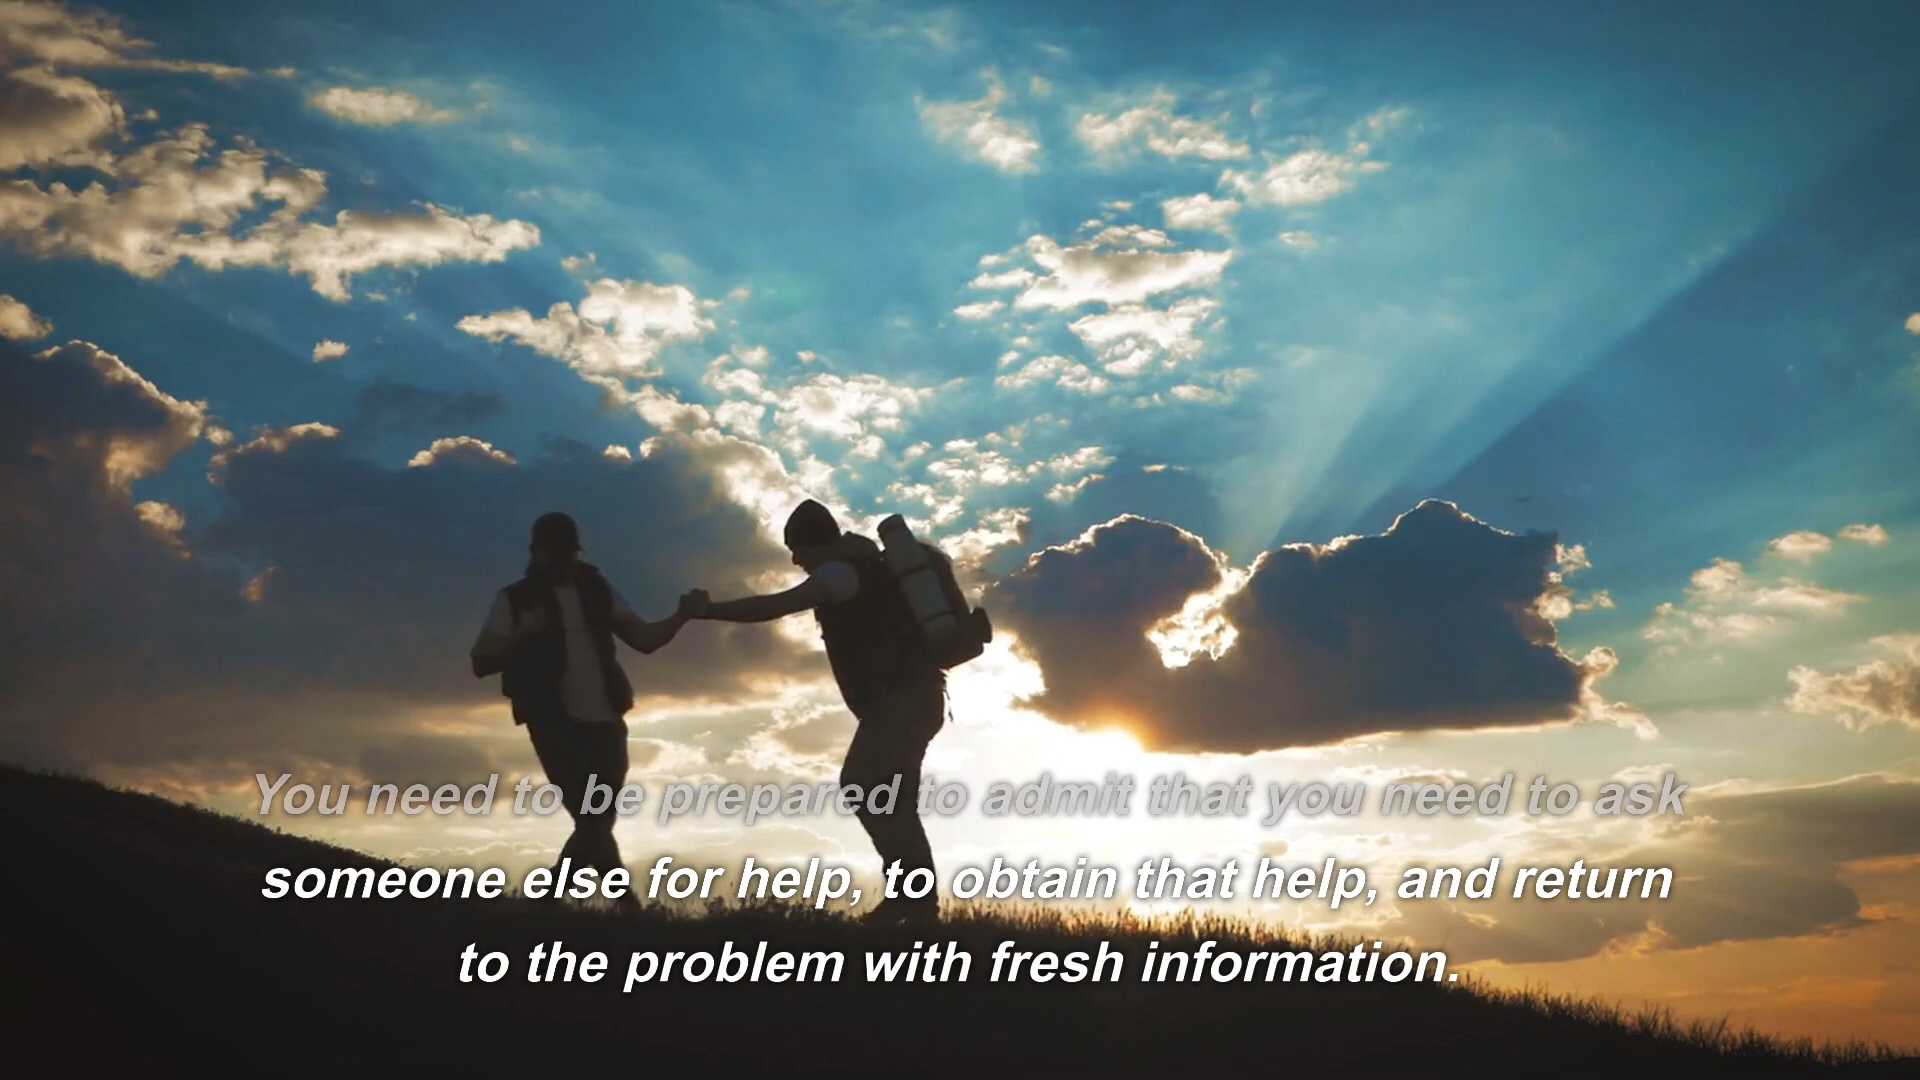 You need to be prepared to admit that you need to ask
someone else for help, to obtain that help, and return
to the problem with fresh information.